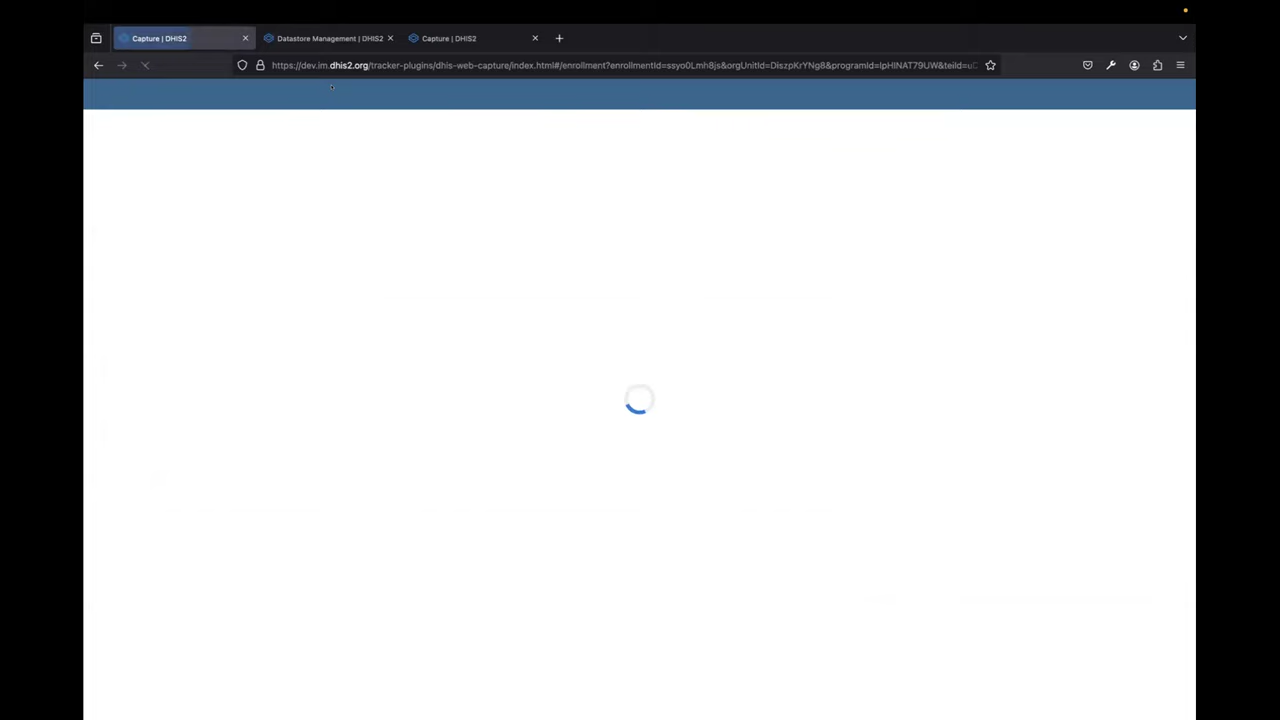 Capture | DHIS2
Datastore Management | DHIS2
Capture | DHIS2
https://dev.im.dhis2.org/tracker-plugins/dhis-web-capture/index.html#/enrollment?enrollmentId=ssyo0Lmh8js&orgUnitId=DiszpKrYNg8&programId=IpHINAT79UW&teiId=u